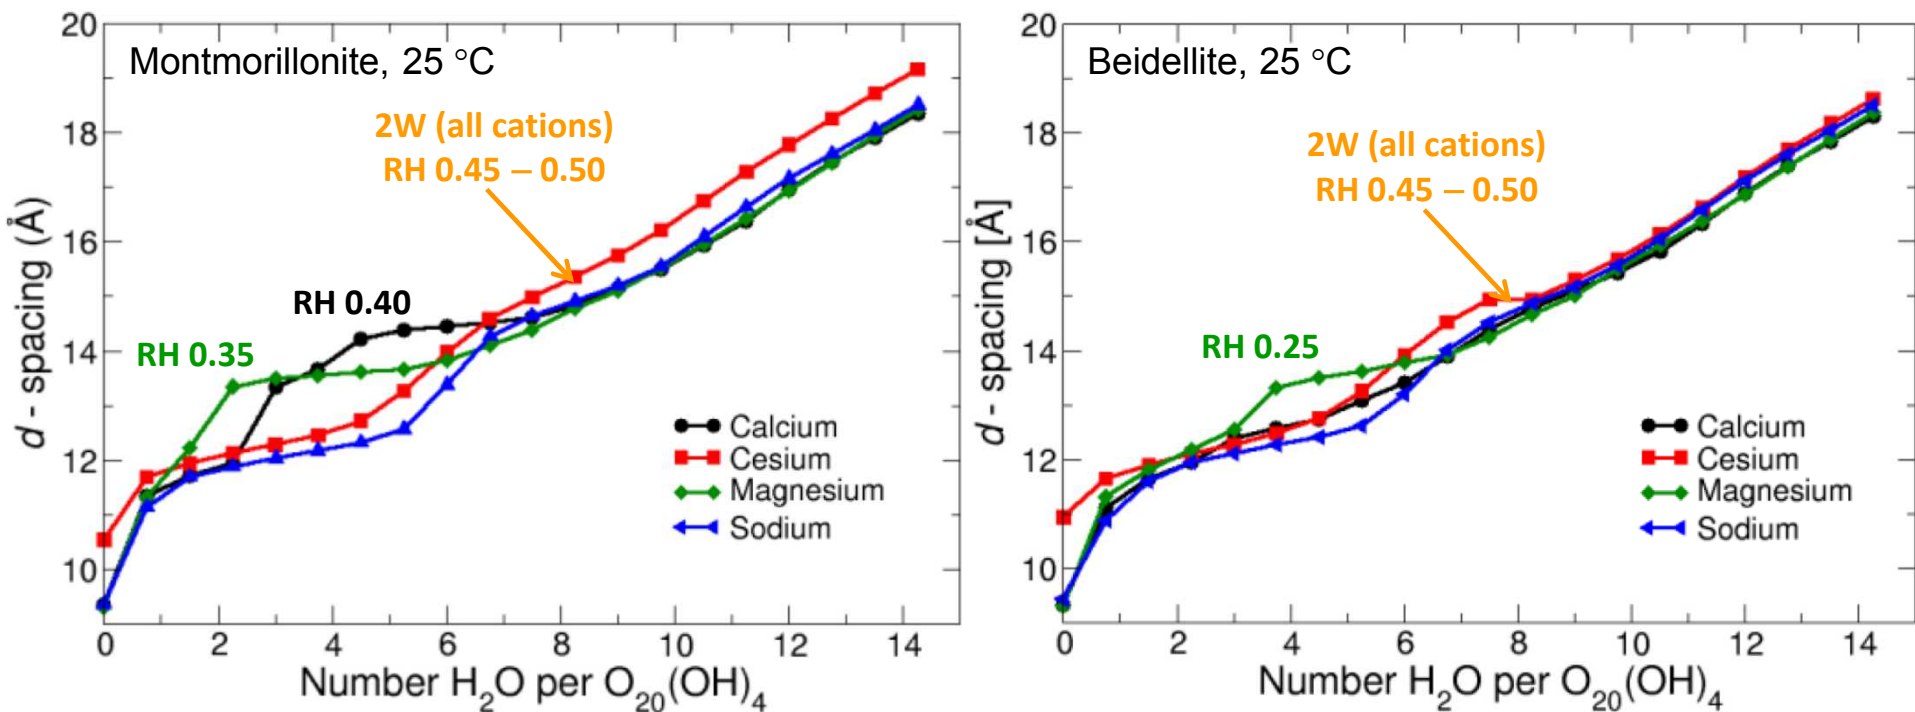 Montmorillonite, 25 °C
20
18
16
14
12
10
d - spacing (Å)
2W (all cations)
RH 0.45 – 0.50
RH 0.40
RH 0.35
Calcium
Cesium
Magnesium
Sodium
0 2 4 6 8 10 12 14
Number H₂O per O₂₀(OH)₄
Beidellite, 25 °C
20
18
16
14
12
10
d - spacing [Å]
2W (all cations)
RH 0.45 – 0.50
RH 0.25
Calcium
Cesium
Magnesium
Sodium
0 2 4 6 8 10 12 14
Number H₂O per O₂₀(OH)₄